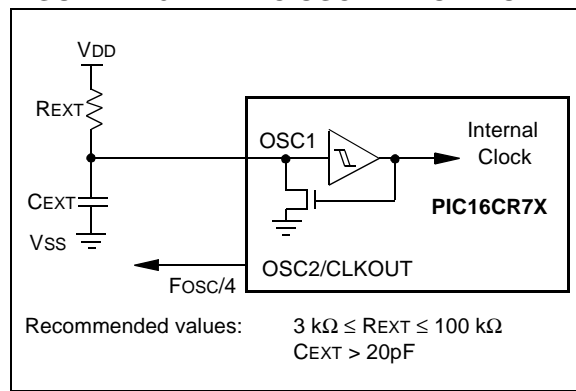 VDD
REXT
OSC1
Internal
Clock
CEXT
PIC16CR7X
VSS
OSC2/CLKOUT
FOSC/4
Recommended values: 3 kΩ ≤ REXT ≤ 100 kΩ
CEXT > 20pF